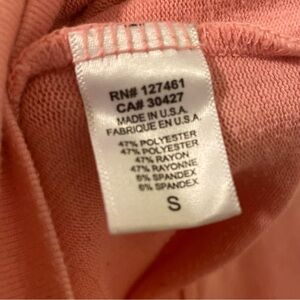 RN# 127461
CA# 30427
MADE IN U.S.A.
FABRIQUE EN U.S.A.
47% POLYESTER
47% POLYESTER
47% RAYON
47% RAYONNE
6% SPANDEX
6% SPANDEX
S